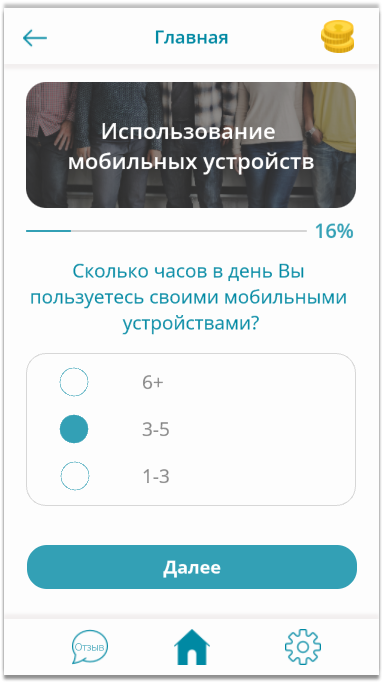 Главная
Использование
мобильных устройств
16%
Сколько часов в день Вы
пользуетесь своими мобильными
устройствами?
6+
3-5
1-3
Далее
Отзыв